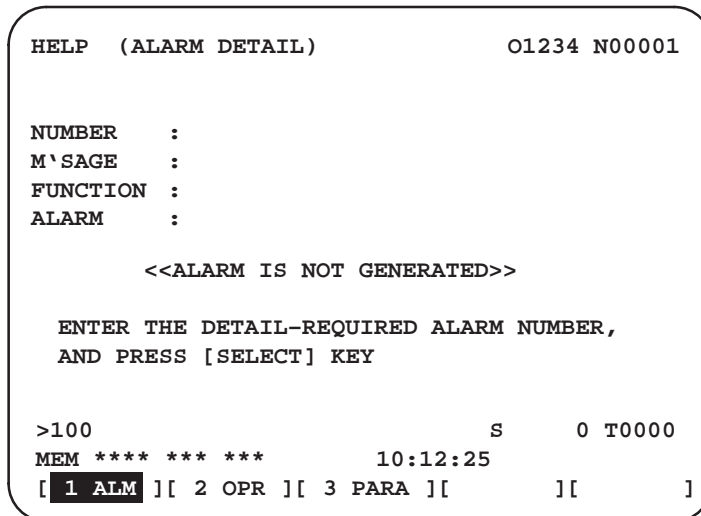 HELP (ALARM DETAIL) O1234 N00001
NUMBER :
M‘SAGE :
FUNCTION :
ALARM :
<<ALARM IS NOT GENERATED>>
ENTER THE DETAIL–REQUIRED ALARM NUMBER,
AND PRESS [SELECT] KEY
>100 S 0 T0000
MEM **** *** *** 10:12:25
[ 1 ALM ][ 2 OPR ][ 3 PARA ][ ][ ]